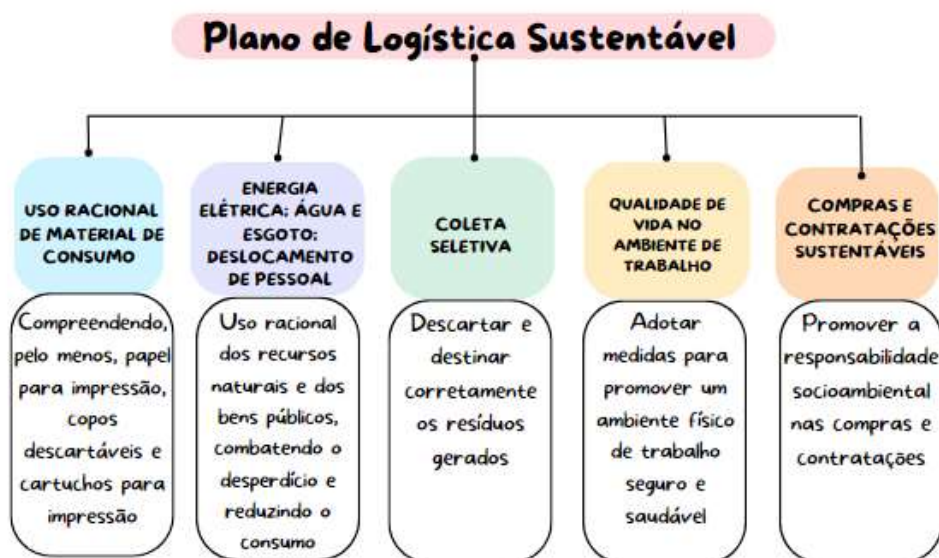 Plano de Logística Sustentável
USO RACIONAL
DE MATERIAL DE
CONSUMO
ENERGIA
ELÉTRICA: ÁGUA E
ESGOTO:
DESLOCAMENTO
DE PESSOAL
COLETA
SELETIVA
QUALIDADE DE
VIDA NO
AMBIENTE DE
TRABALHO
COMPRAS E
CONTRATAÇÕES
SUSTENTÁVEIS
Compreendendo,
pelo menos, papel
para impressão,
copos
descartáveis e
cartuchos para
impressão
Uso racional
dos recursos
naturais e dos
bens públicos,
combatendo o
desperdício e
reduzindo o
consumo
Descartar e
destinar
corretamente
os resíduos
gerados
Adotar
medidas para
promover um
ambiente físico
de trabalho
seguro e
saudável
Promover a
responsabilidade
socioambiental
nas compras e
contratações